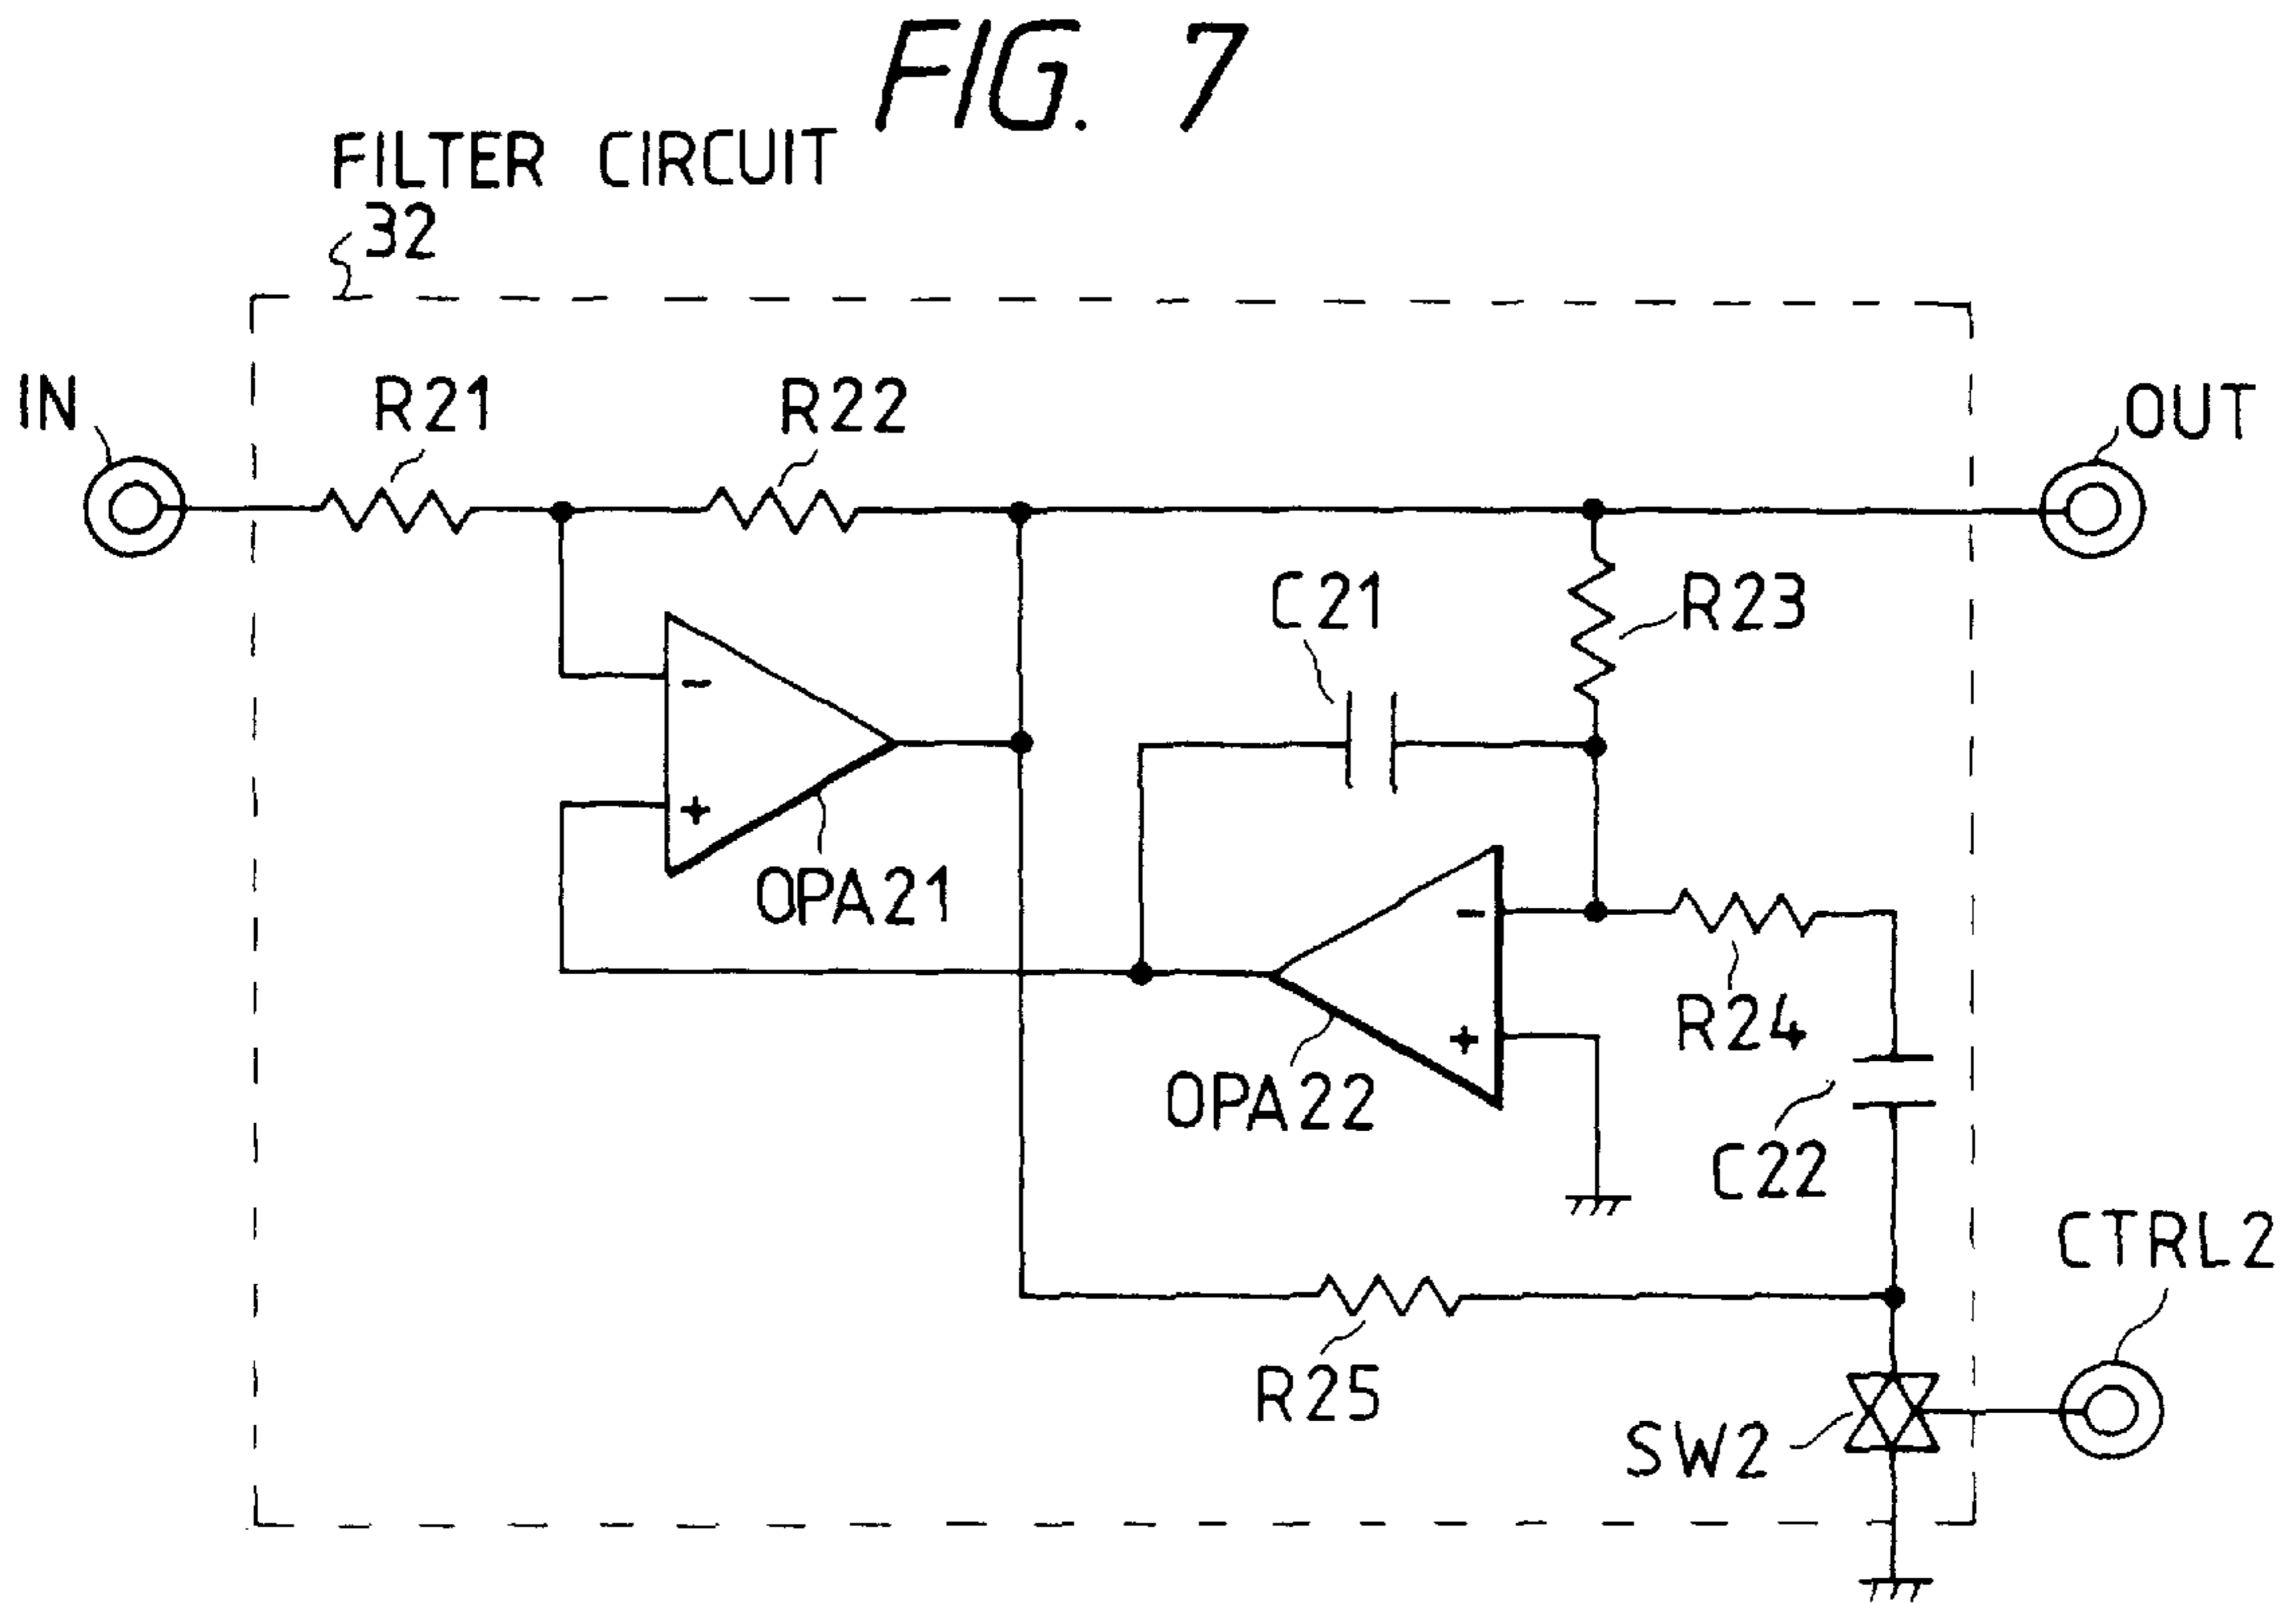 FIG. 7
FILTER CIRCUIT
32
IN
R21
R22
OUT
C21
R23
-
+
OPA21
-
+
R24
OPA22
C22
CTRL2
R25
SW2